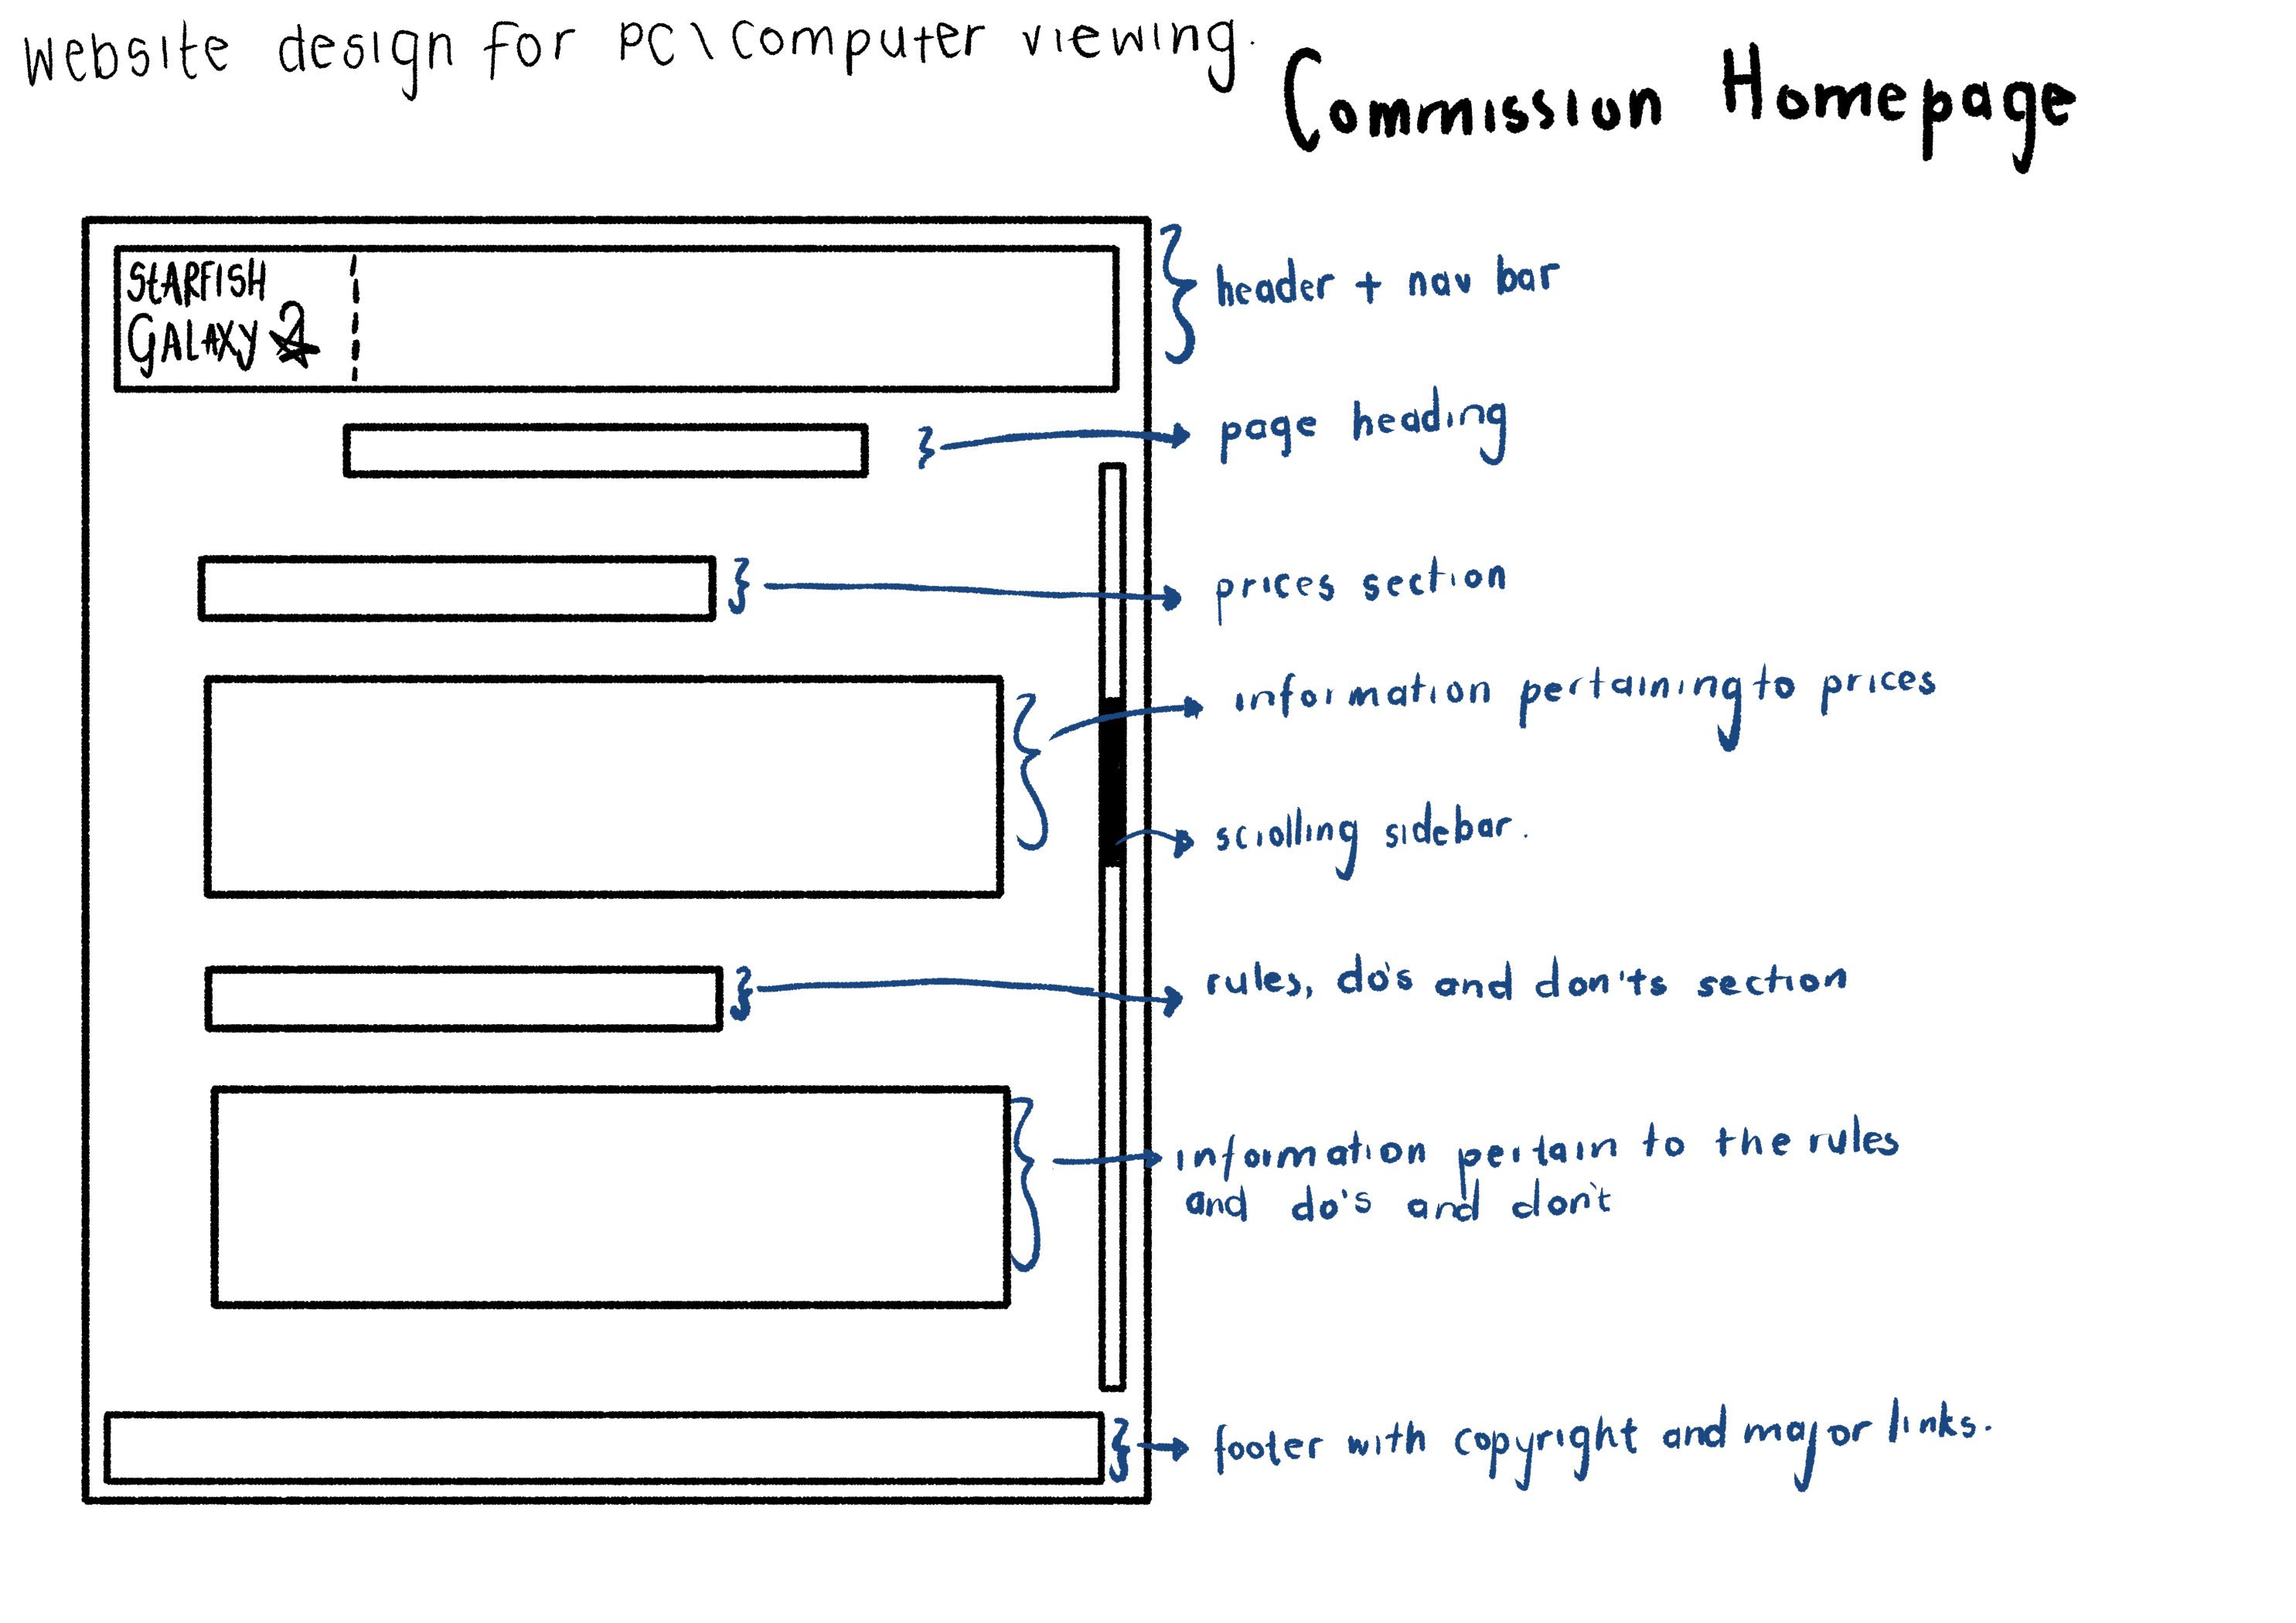 Website design for PC\Computer viewing.
Commission Homepage
STARFISH
GALAXY
header + nav bar
page heading
prices section
information pertaining to prices
scrolling sidebar.
rules, do's and don'ts section
information pertain to the rules
and do's and don't
footer with copyright and major links.